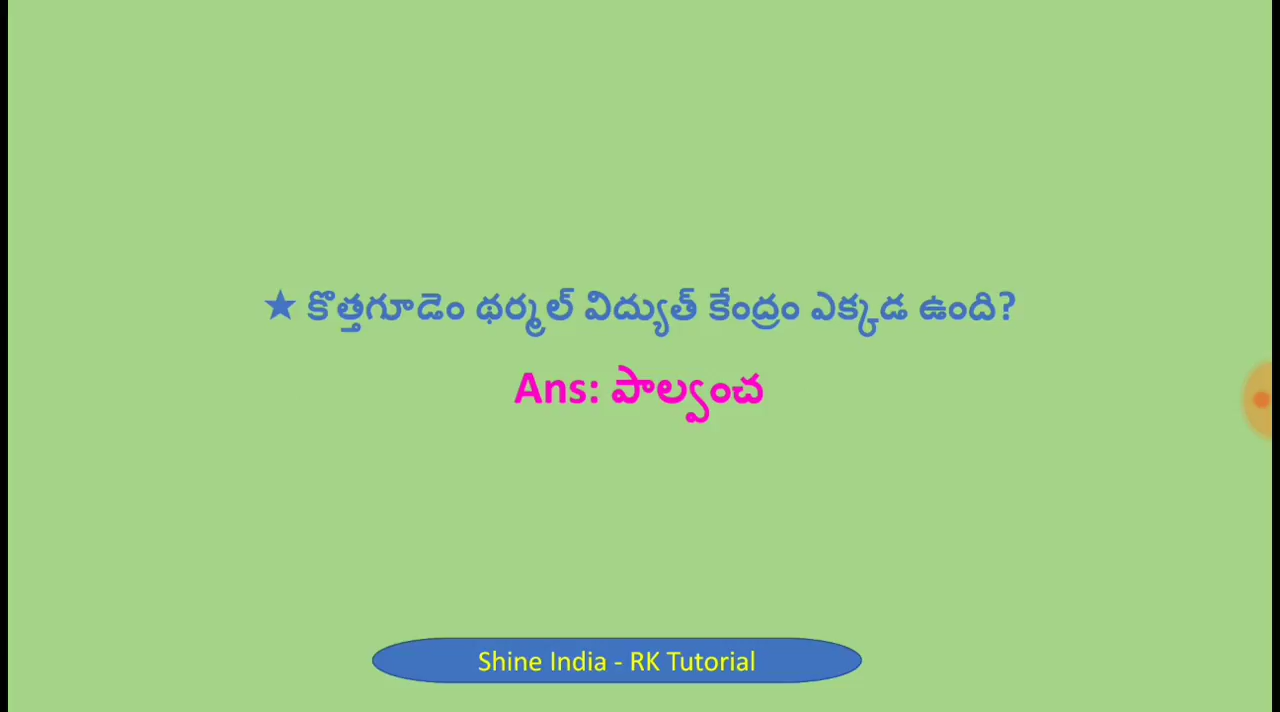 ★ కొత్తగూడెం థర్మల్ విద్యుత్ కేంద్రం ఎక్కడ ఉంది?
Ans: పాల్వంచ
Shine India - RK Tutorial